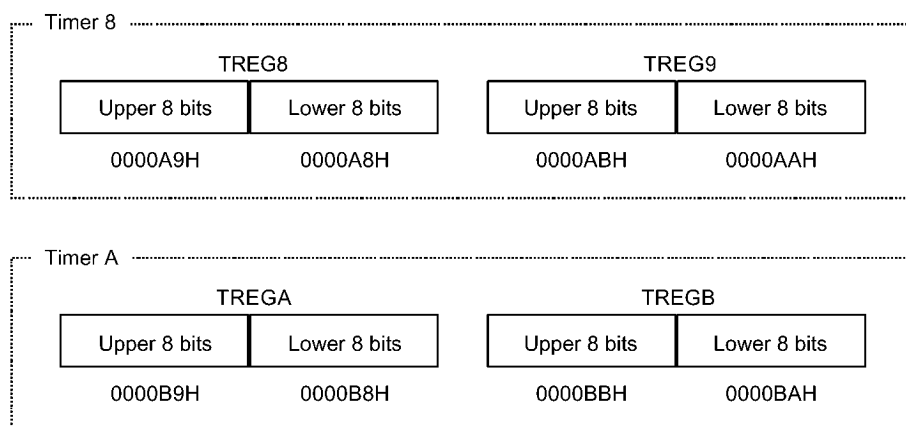 Timer 8
TREG8 TREG9
Upper 8 bits Lower 8 bits Upper 8 bits Lower 8 bits
0000A9H 0000A8H 0000ABH 0000AAH
Timer A
TREGA TREGB
Upper 8 bits Lower 8 bits Upper 8 bits Lower 8 bits
0000B9H 0000B8H 0000BBH 0000BAH